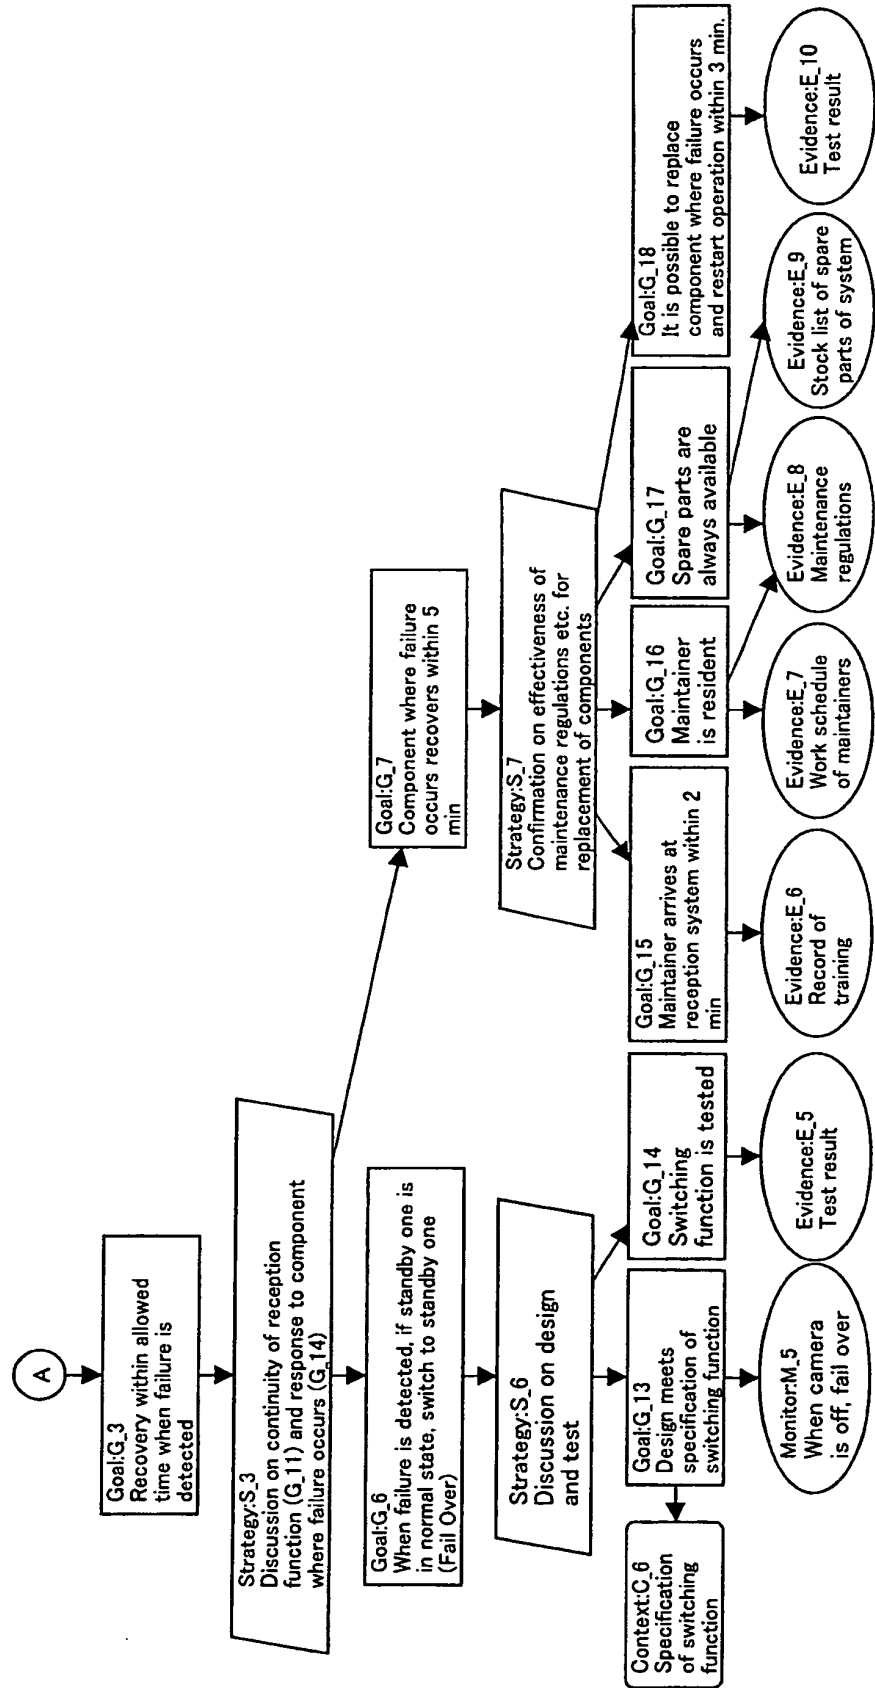 A
Goal:G_3
Recovery within allowed
time when failure is
detected
Strategy:S_3
Discussion on continuity of reception
function (G_11) and response to component
where failure occurs (G_14)
Goal:G_6
When failure is detected, if standby one is
in normal state, switch to standby one
(Fail Over)
Goal:G_7
Component where failure
occurs recovers within 5
min
Strategy:S_6
Discussion on design
and test
Strategy:S_7
Confirmation on effectiveness of
maintenance regulations etc. for
replacement of components
Context:C_6
Specification
of switching
function
Goal:G_13
Design meets
specification of
switching function
Goal:G_14
Switching
function is tested
Goal:G_15
Maintainer arrives at
reception system within 2
min
Goal:G_16
Maintainer
is resident
Goal:G_17
Spare parts are
always available
Goal:G_18
It is possible to replace
component where failure occurs
and restart operation within 3 min.
Monitor:M_5
When camera
is off, fail over
Evidence:E_5
Test result
Evidence:E_6
Record of
training
Evidence:E_7
Work schedule
of maintainers
Evidence:E_8
Maintenance
regulations
Evidence:E_9
Stock list of spare
parts of system
Evidence:E_10
Test result